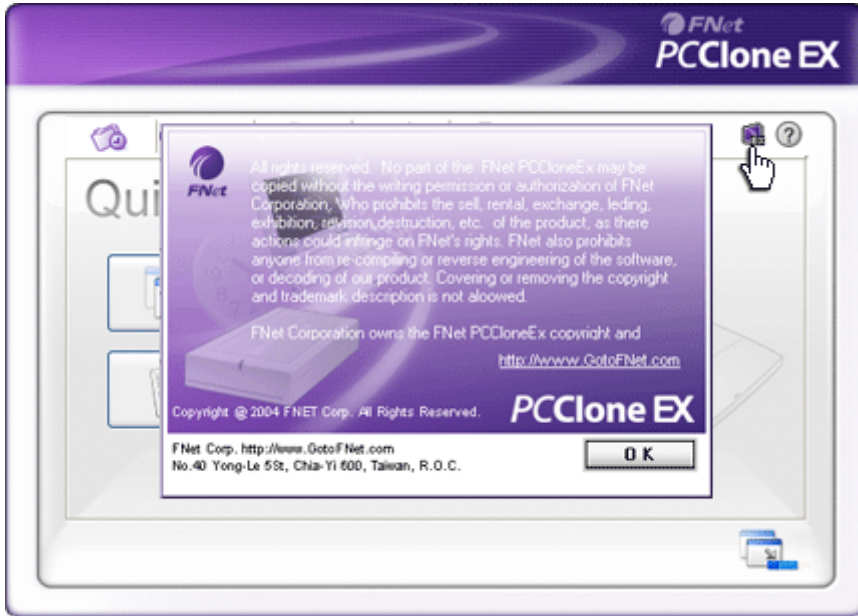 FNet
PCClone EX
Qui
FNet
All rights reserved. No part of the FNet PCCloneEx may be
copied without the writing permission or authorization of FNet
Corporation, Who prohibits the sell, rental, exchange, leding,
exhibition, revision,destruction, etc. of the product, as there
actions could infringe on FNet's rights. FNet also prohibits
anyone from re-compiling or reverse engineering of the software,
or decoding of our product. Covering or removing the copyright
and trademark description is not aloowed.
FNet Corporation owns the FNet PCCloneEx copyright and
http://www.GotoFNet.com
Copyright @ 2004 FNET Corp. All Rights Reserved.
PCClone EX
FNet Corp. http://www.GotoFNet.com
No.40 Yong-Le 5St, Chia-Yi 600, Taiwan, R.O.C.
OK